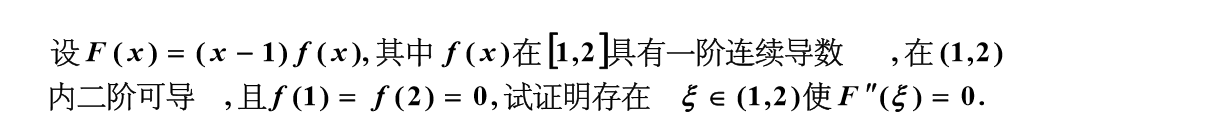 设 F(x) = (x − 1) f(x), 其中 f(x) 在 [1,2] 具有一阶连续导数 , 在 (1,2)
内二阶可导 , 且 f(1) = f(2) = 0, 试证明存在 ξ ∈ (1,2) 使 F″(ξ) = 0.